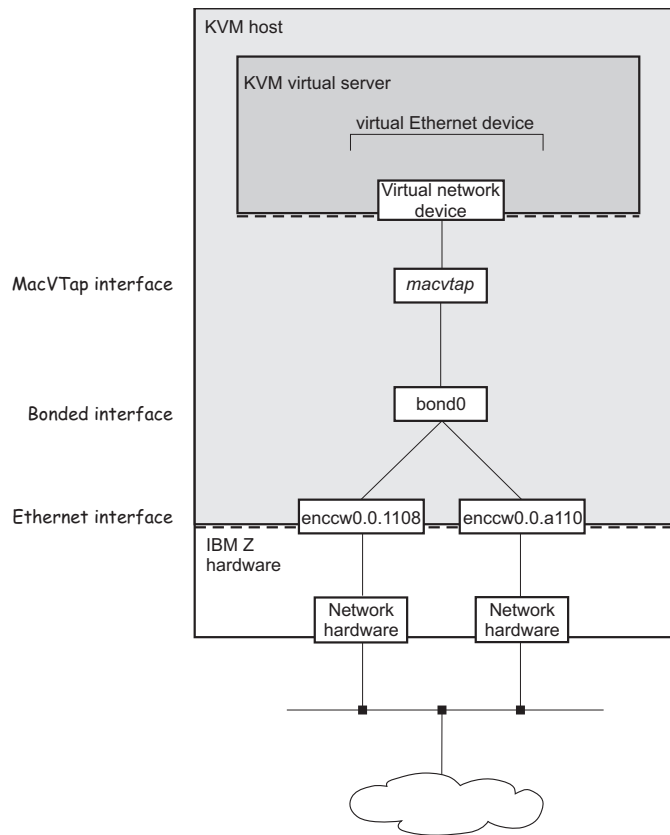 KVM host
KVM virtual server
virtual Ethernet device
Virtual network
device
MacVTap interface
macvtap
Bonded interface
bond0
Ethernet interface
enccw0.0.1108
enccw0.0.a110
IBM Z
hardware
Network
hardware
Network
hardware